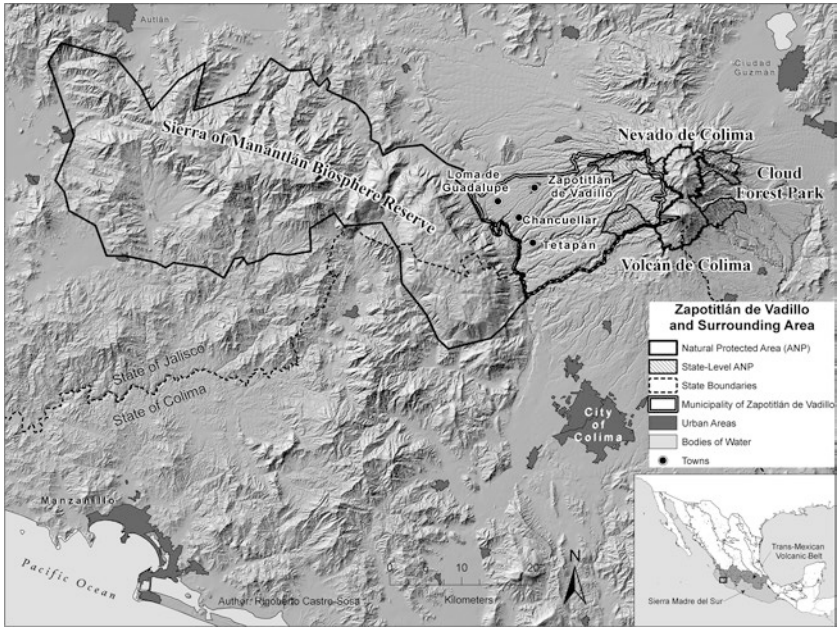 Autlán
Ciudad
Guzmán
Sierra of Manantlán Biosphere Reserve
Nevado de Colima
Cloud
Forest Park
Loma de
Guadalupe
Zapotitlán
de Vadillo
Chancuellar
Tetapán
Volcán de Colima
State of Jalisco
State of Colima
City
of
Colima
Manzanillo
Pacific Ocean
Zapotitlán de Vadillo
and Surrounding Area
Natural Protected Area (ANP)
State-Level ANP
State Boundaries
Municipality of Zapotitlán de Vadillo
Urban Areas
Bodies of Water
Towns
N
0 5 10 20
Kilometers
Author: Rigoberto Castro-Sosa
Trans-Mexican
Volcanic Belt
Sierra Madre del Sur